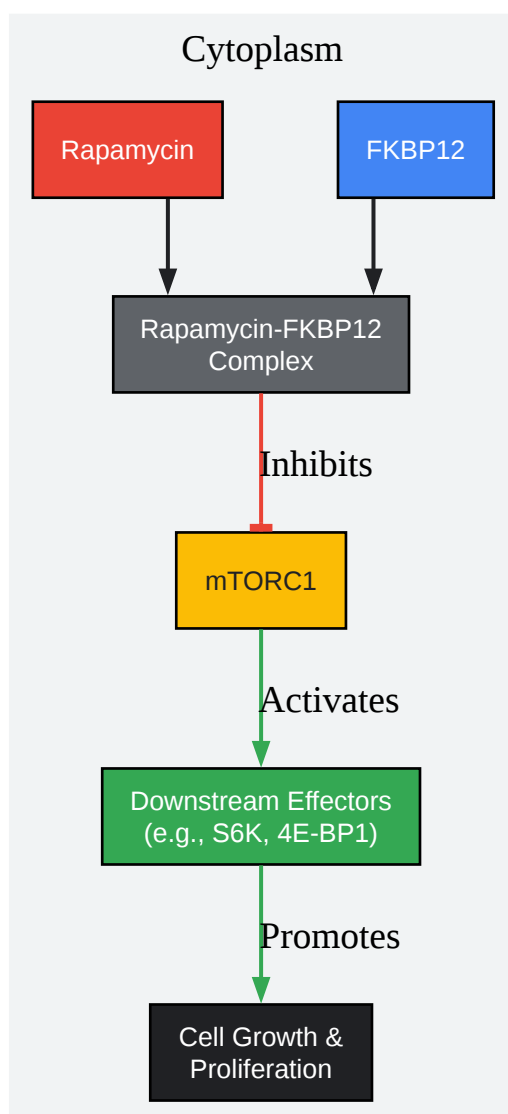 Cytoplasm
Rapamycin
FKBP12
Rapamycin-FKBP12
Complex
Inhibits
mTORC1
Activates
Downstream Effectors
(e.g., S6K, 4E-BP1)
Promotes
Cell Growth &
Proliferation